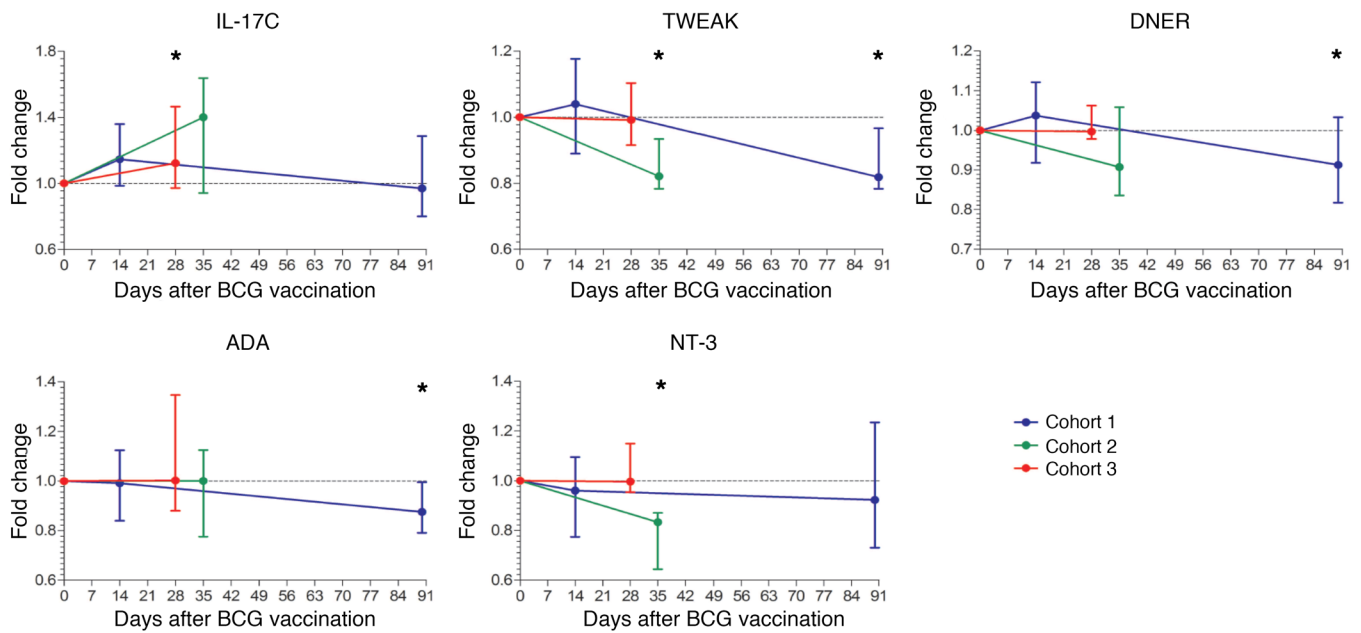 IL-17C
TWEAK
DNER
1.8
1.4
1.0
0.6
Fold change
*
0 7 14 21 28 35 42 49 56 63 70 77 84 91
Days after BCG vaccination
1.2
1.0
0.8
0.6
Fold change
* *
0 7 14 21 28 35 42 49 56 63 70 77 84 91
Days after BCG vaccination
1.2
1.1
1.0
0.9
0.8
0.7
Fold change
*
0 7 14 21 28 35 42 49 56 63 70 77 84 91
Days after BCG vaccination
ADA
NT-3
1.4
1.2
1.0
0.8
0.6
Fold change
*
0 7 14 21 28 35 42 49 56 63 70 77 84 91
Days after BCG vaccination
1.4
1.2
1.0
0.8
0.6
Fold change
*
0 7 14 21 28 35 42 49 56 63 70 77 84 91
Days after BCG vaccination
Cohort 1
Cohort 2
Cohort 3